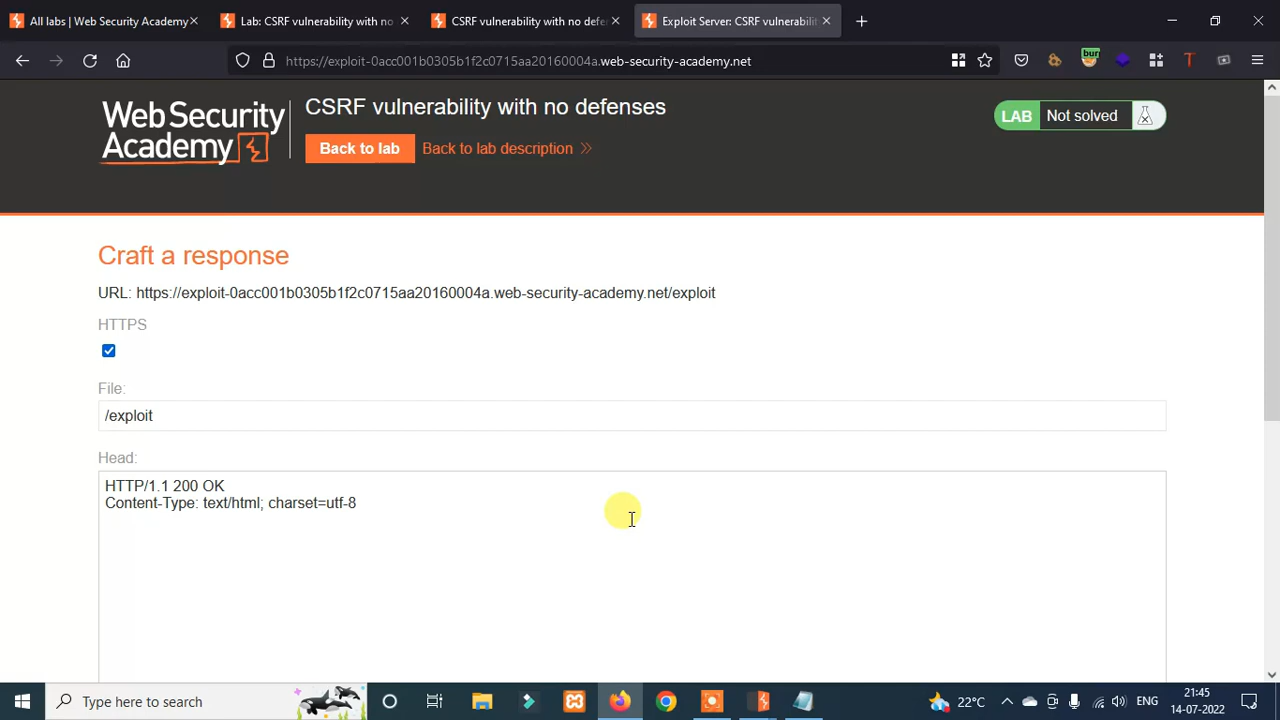 All labs | Web Security Academy
Lab: CSRF vulnerability with no
CSRF vulnerability with no defe
Exploit Server: CSRF vulnerabili
https://exploit-0acc001b0305b1f2c0715aa20160004a.web-security-academy.net
bur
T
Web Security
Academy
CSRF vulnerability with no defenses
Back to lab
Back to lab description
LAB
Not solved
Craft a response
URL: https://exploit-0acc001b0305b1f2c0715aa20160004a.web-security-academy.net/exploit
HTTPS
File:
/exploit
Head:
HTTP/1.1 200 OK
Content-Type: text/html; charset=utf-8
Type here to search
22°C
ENG
21:45
14-07-2022